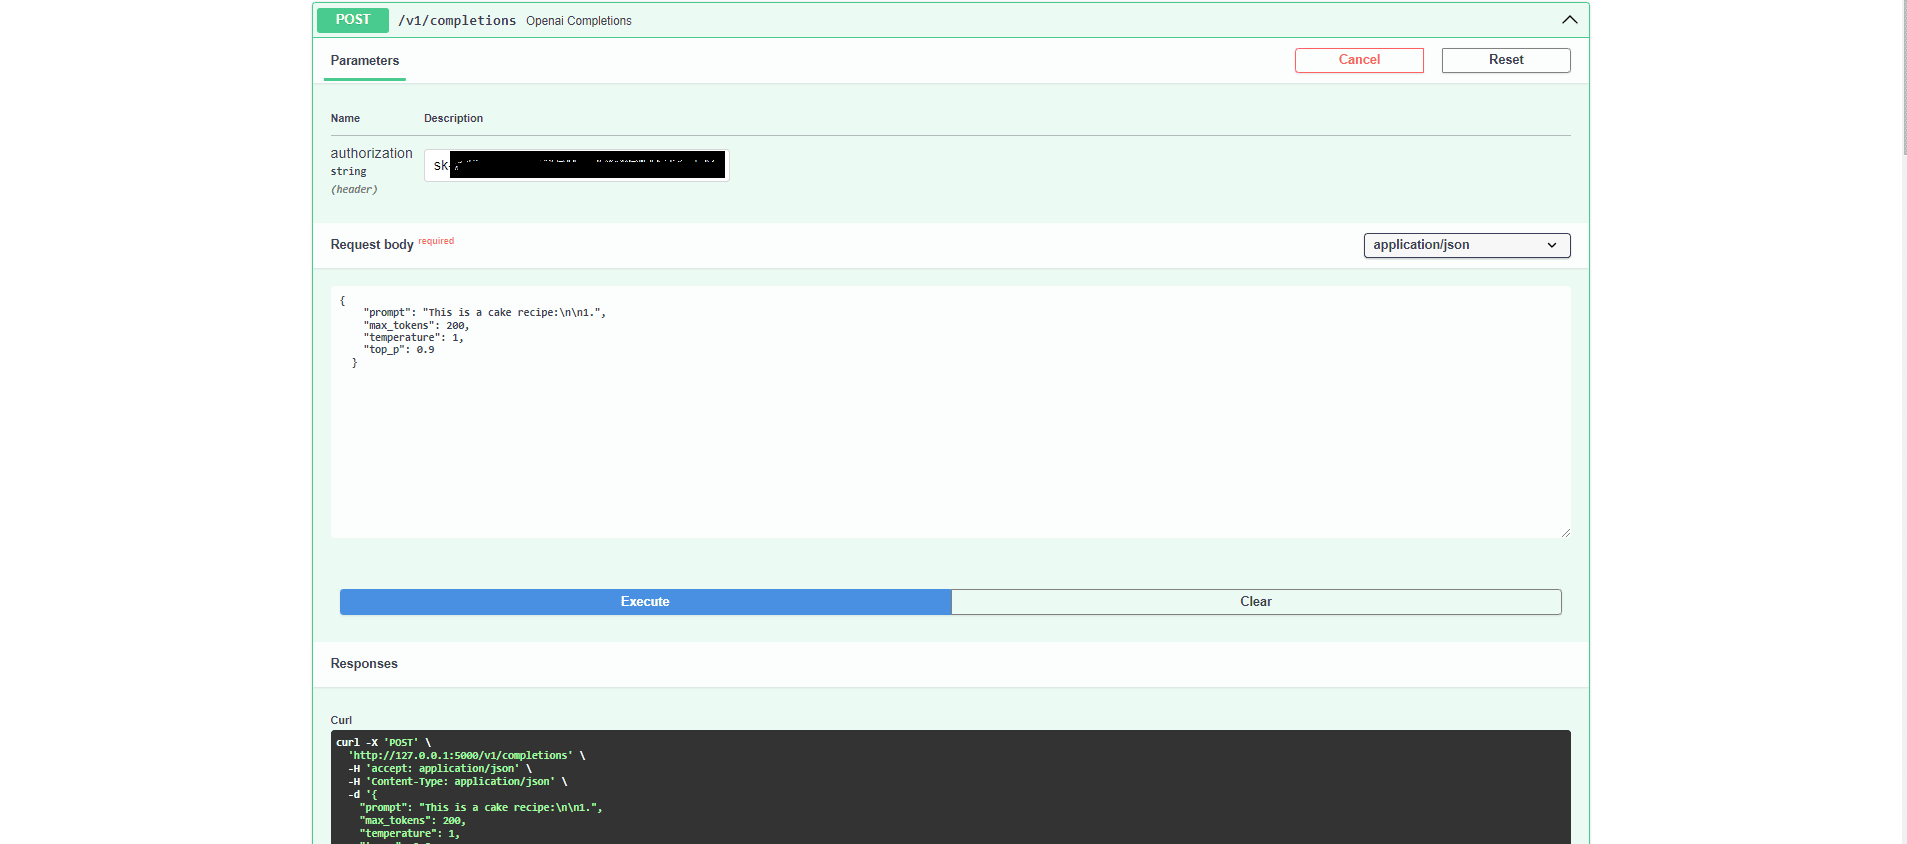 POST /v1/completions Openai Completions
Parameters
Cancel
Reset
Name Description
authorization
string
(header)
sk-
Request body required
application/json
{
    "prompt": "This is a cake recipe:\n\n1.",
    "max_tokens": 200,
    "temperature": 1,
    "top_p": 0.9
  }
Execute
Clear
Responses
Curl
curl -X 'POST' \
  'http://127.0.0.1:5000/v1/completions' \
  -H 'accept: application/json' \
  -H 'Content-Type: application/json' \
  -d '{
    "prompt": "This is a cake recipe:\n\n1.",
    "max_tokens": 200,
    "temperature": 1,